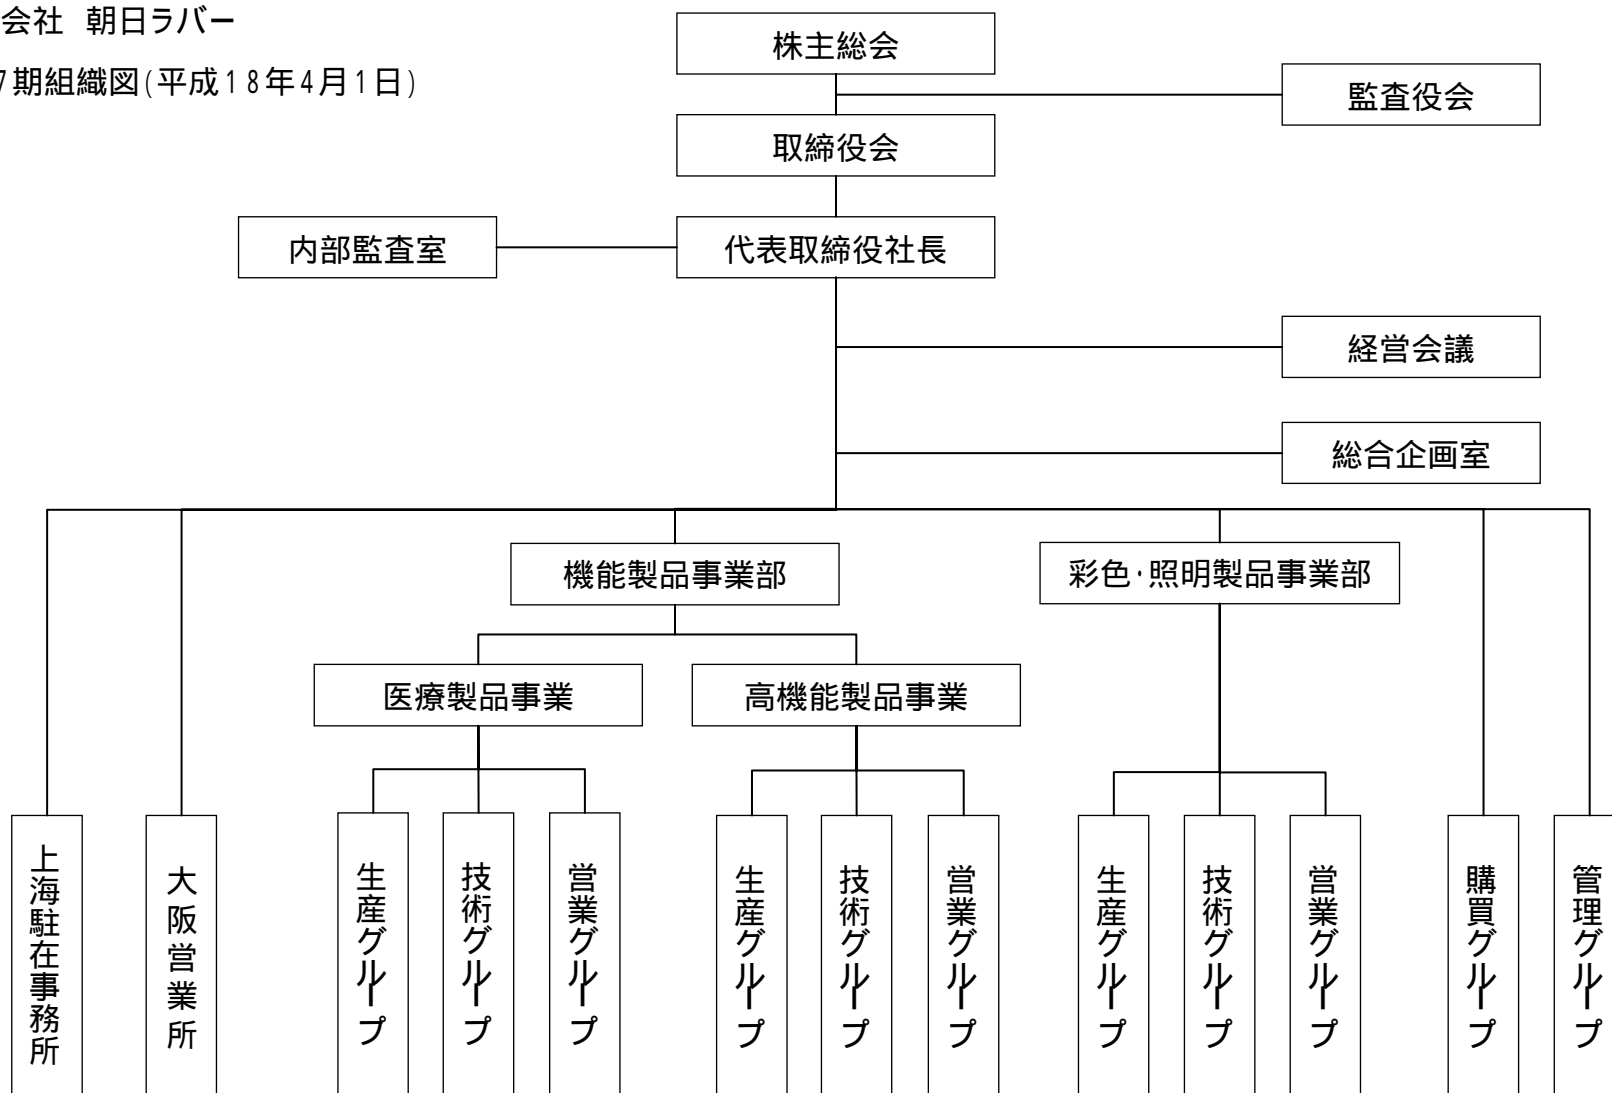 会社 朝日ラバー
7期組織図(平成18年4月1日)
株主総会
監査役会
取締役会
内部監査室
代表取締役社長
経営会議
総合企画室
機能製品事業部
彩色・照明製品事業部
医療製品事業
高機能製品事業
上海駐在事務所
大阪営業所
生産グループ
技術グループ
営業グループ
生産グループ
技術グループ
営業グループ
生産グループ
技術グループ
営業グループ
購買グループ
管理グループ